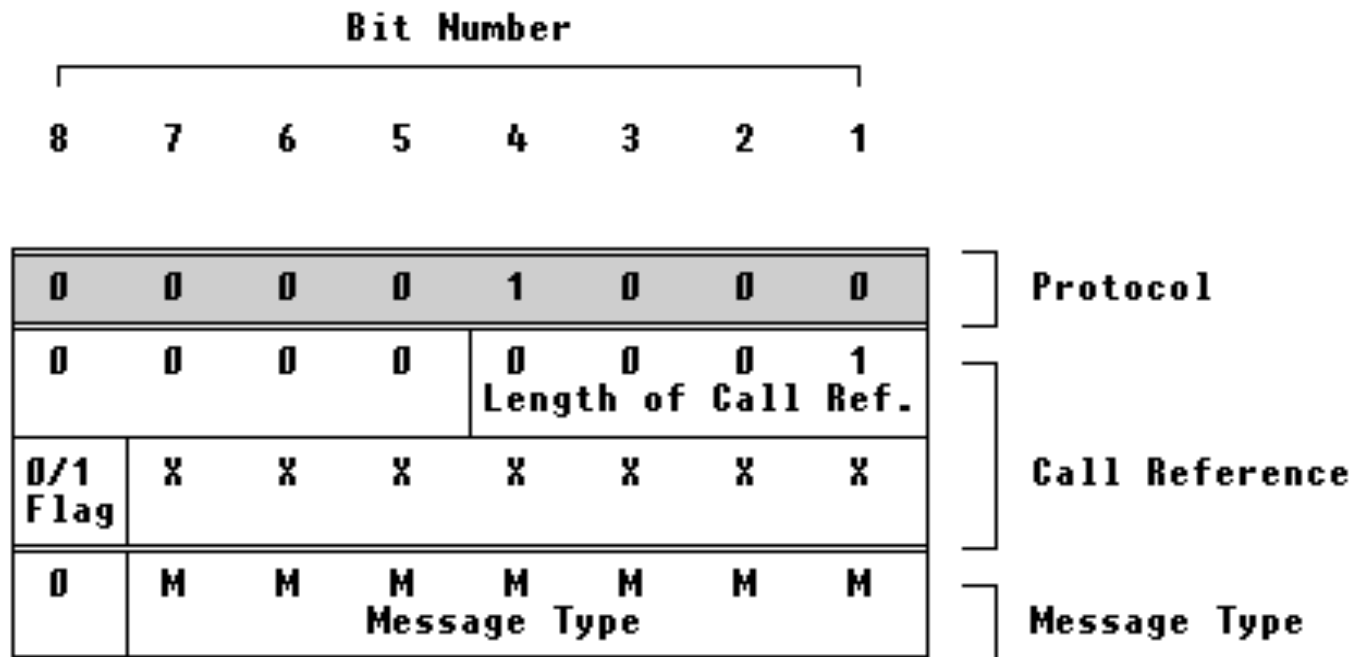 Bit Number
8 7 6 5 4 3 2 1
0 0 0 0 1 0 0 0 Protocol
0 0 0 0 0 0 0 1
Length of Call Ref.
0/1 X X X X X X X Call Reference
Flag
0 M M M M M M M
Message Type Message Type